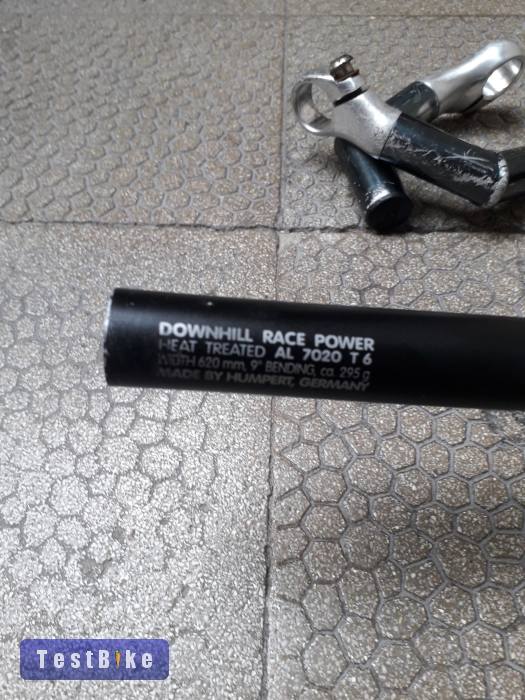 DOWNHILL RACE POWER
HEAT TREATED AL 7020 T 6
WIDTH 620 mm, 9° BENDING, ca. 295 g
MADE BY HUMPERT, GERMANY
TestBike